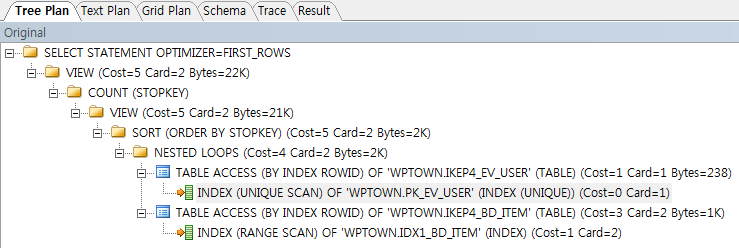 Tree Plan Text Plan Grid Plan Schema Trace Result
Original
SELECT STATEMENT OPTIMIZER=FIRST_ROWS
VIEW (Cost=5 Card=2 Bytes=22K)
COUNT (STOPKEY)
VIEW (Cost=5 Card=2 Bytes=21K)
SORT (ORDER BY STOPKEY) (Cost=5 Card=2 Bytes=2K)
NESTED LOOPS (Cost=4 Card=2 Bytes=2K)
TABLE ACCESS (BY INDEX ROWID) OF 'WPTOWN.IKEP4_EV_USER' (TABLE) (Cost=1 Card=1 Bytes=238)
INDEX (UNIQUE SCAN) OF 'WPTOWN.PK_EV_USER' (INDEX (UNIQUE)) (Cost=0 Card=1)
TABLE ACCESS (BY INDEX ROWID) OF 'WPTOWN.IKEP4_BD_ITEM' (TABLE) (Cost=3 Card=2 Bytes=1K)
INDEX (RANGE SCAN) OF 'WPTOWN.IDX1_BD_ITEM' (INDEX) (Cost=1 Card=2)